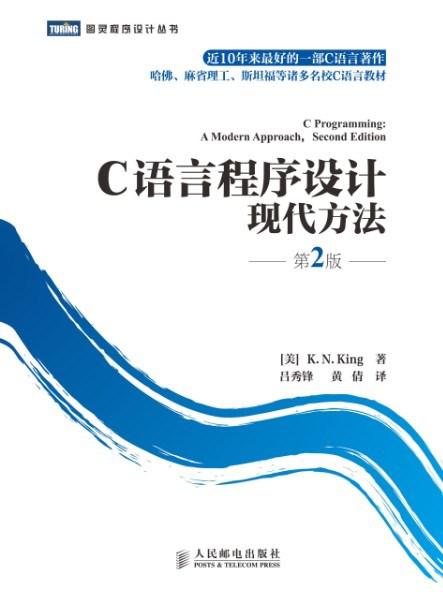 TURING 图灵程序设计丛书
近10年来最好的一部C语言著作
哈佛、麻省理工、斯坦福等诸多名校C语言教材
C Programming:
A Modern Approach, Second Edition
C语言程序设计
现代方法
第2版
[美] K. N. King 著
吕秀锋 黄倩 译
人民邮电出版社
POSTS & TELECOM PRESS